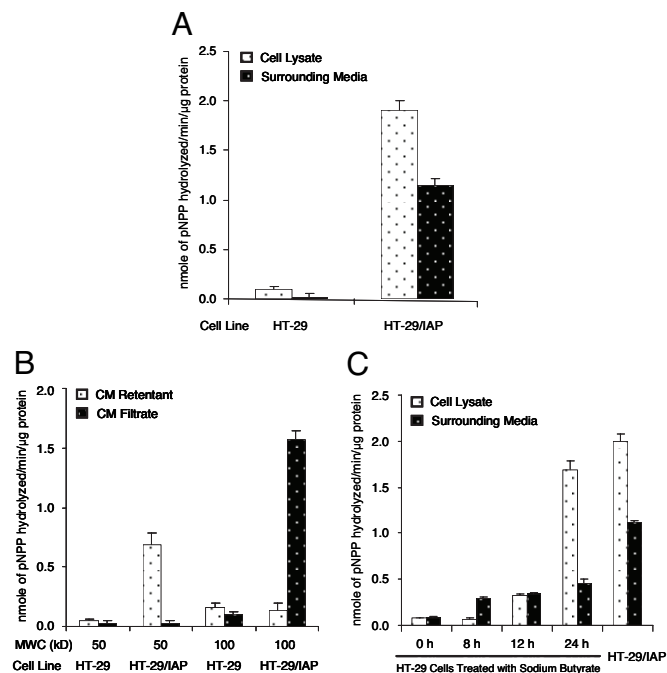 A
nmole of pNPP hydrolyzed/min/µg protein
2.5
2.0
1.5
1.0
0.5
0.0
Cell Lysate
Surrounding Media
Cell Line HT-29 HT-29/IAP
B
nmole of pNPP hydrolyzed/min/µg protein
2.0
1.5
1.0
0.5
0.0
CM Retentant
CM Filtrate
MWC (kD) 50 50 100 100
Cell Line HT-29 HT-29/IAP HT-29 HT-29/IAP
C
nmole of pNPP hydrolyzed/min/µg protein
2.5
2.0
1.5
1.0
0.5
0.0
Cell Lysate
Surrounding Media
0 h 8 h 12 h 24 h HT-29/IAP
HT-29 Cells Treated with Sodium Butyrate